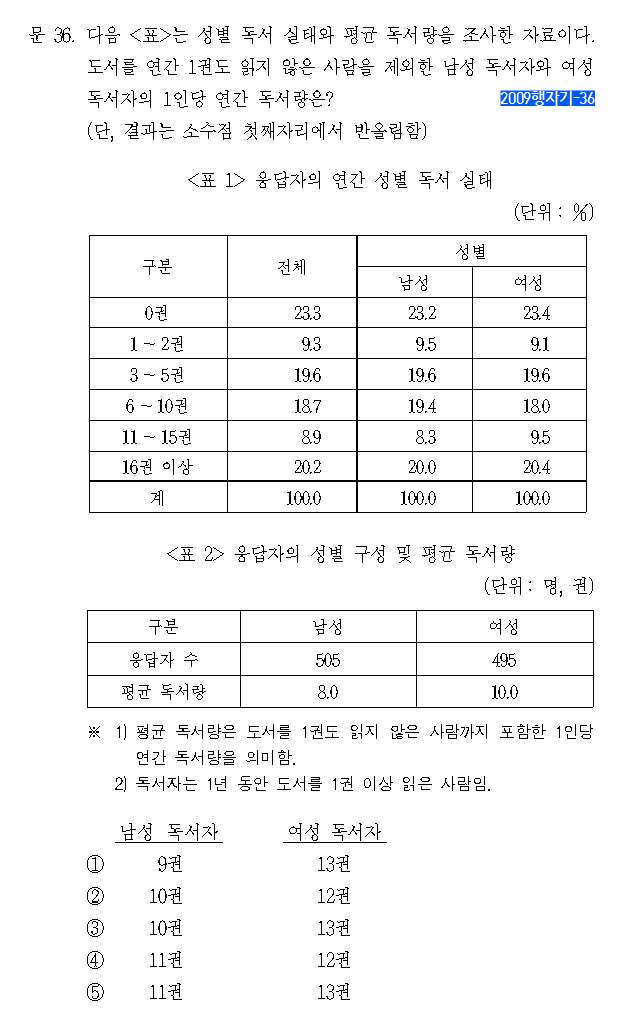 문 36. 다음 <표>는 성별 독서 실태와 평균 독서량을 조사한 자료이다.
도서를 연간 1권도 읽지 않은 사람을 제외한 남성 독서자와 여성
독서자의 1인당 연간 독서량은? 2009행자기-36
(단, 결과는 소수점 첫째자리에서 반올림함)
<표 1> 응답자의 연간 성별 독서 실태
(단위 : %)
구분 전체 성별
남성 여성
0권 23.3 23.2 23.4
1 ~ 2권 9.3 9.5 9.1
3 ~ 5권 19.6 19.6 19.6
6 ~ 10권 18.7 19.4 18.0
11 ~ 15권 8.9 8.3 9.5
16권 이상 20.2 20.0 20.4
계 100.0 100.0 100.0
<표 2> 응답자의 성별 구성 및 평균 독서량
(단위 : 명, 권)
구분 남성 여성
응답자 수 505 495
평균 독서량 8.0 10.0
※ 1) 평균 독서량은 도서를 1권도 읽지 않은 사람까지 포함한 1인당
연간 독서량을 의미함.
2) 독서자는 1년 동안 도서를 1권 이상 읽은 사람임.
남성 독서자 여성 독서자
① 9권 13권
② 10권 12권
③ 10권 13권
④ 11권 12권
⑤ 11권 13권